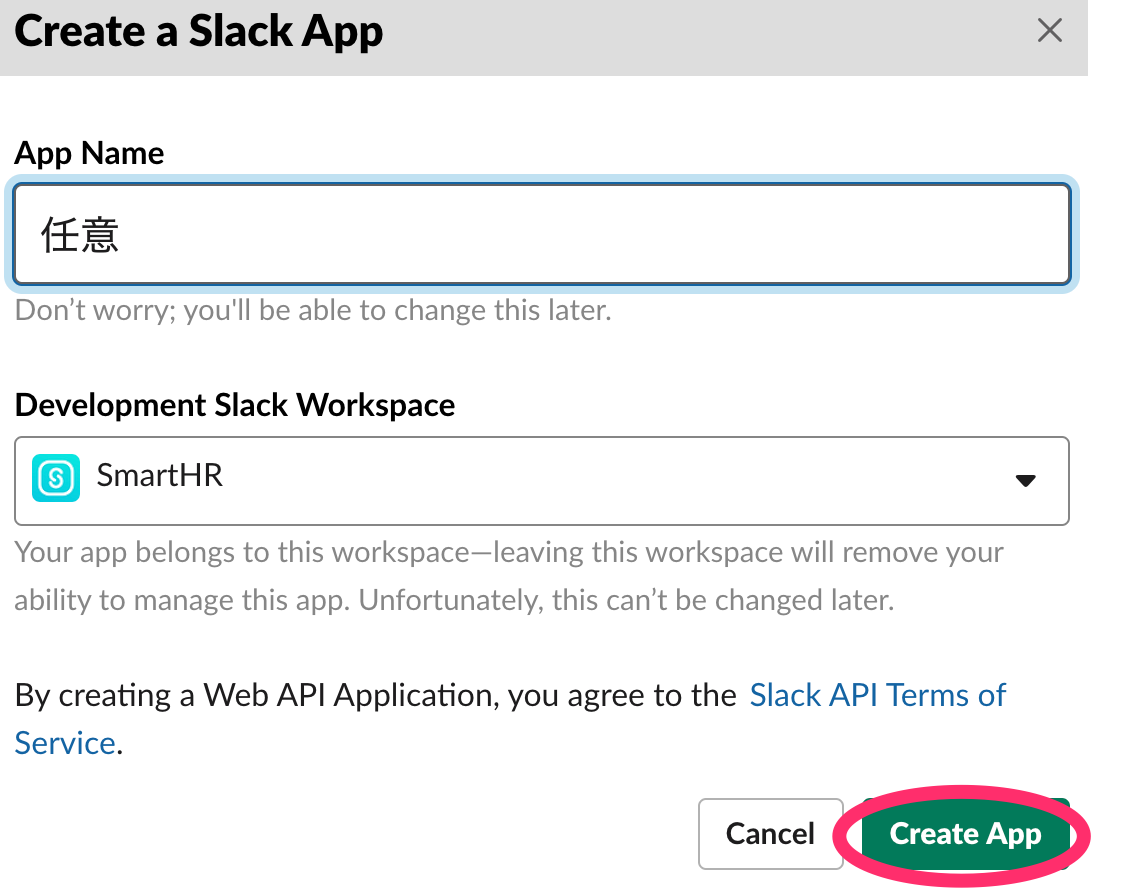 Create a Slack App
App Name
任意
Don’t worry; you'll be able to change this later.
Development Slack Workspace
SmartHR
Your app belongs to this workspace—leaving this workspace will remove your
ability to manage this app. Unfortunately, this can’t be changed later.
By creating a Web API Application, you agree to the Slack API Terms of
Service.
Cancel Create App